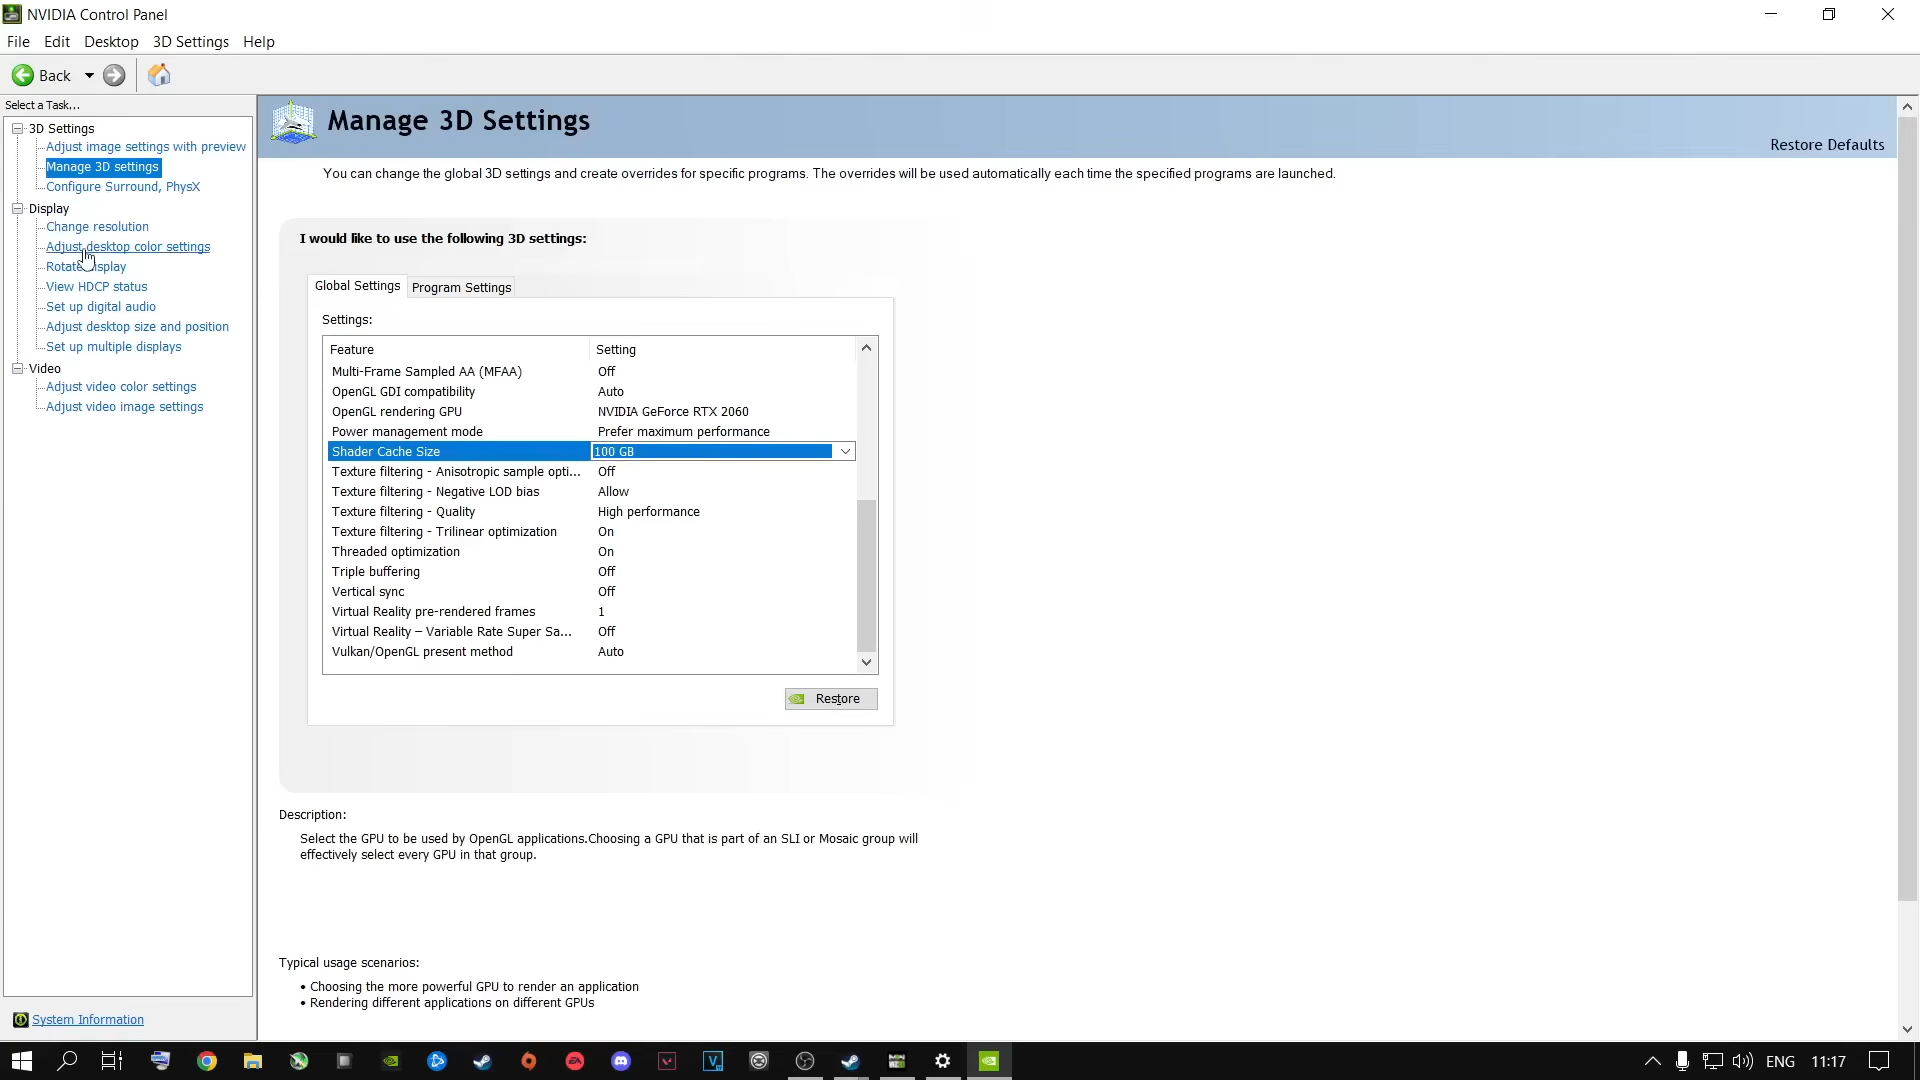 NVIDIA Control Panel
File Edit Desktop 3D Settings Help
Back
Select a Task...
3D Settings
Adjust image settings with preview
Manage 3D settings
Configure Surround, PhysX
Display
Change resolution
Adjust desktop color settings
Rotate display
View HDCP status
Set up digital audio
Adjust desktop size and position
Set up multiple displays
Video
Adjust video color settings
Adjust video image settings
System Information
Manage 3D Settings
Restore Defaults
You can change the global 3D settings and create overrides for specific programs. The overrides will be used automatically each time the specified programs are launched.
I would like to use the following 3D settings:
Global Settings Program Settings
Settings:
Feature Setting
Multi-Frame Sampled AA (MFAA) Off
OpenGL GDI compatibility Auto
OpenGL rendering GPU NVIDIA GeForce RTX 2060
Power management mode Prefer maximum performance
Shader Cache Size 100 GB
Texture filtering - Anisotropic sample opti... Off
Texture filtering - Negative LOD bias Allow
Texture filtering - Quality High performance
Texture filtering - Trilinear optimization On
Threaded optimization On
Triple buffering Off
Vertical sync Off
Virtual Reality pre-rendered frames 1
Virtual Reality – Variable Rate Super Sa... Off
Vulkan/OpenGL present method Auto
Restore
Description:
Select the GPU to be used by OpenGL applications.Choosing a GPU that is part of an SLI or Mosaic group will
effectively select every GPU in that group.
Typical usage scenarios:
• Choosing the more powerful GPU to render an application
• Rendering different applications on different GPUs
ENG 11:17